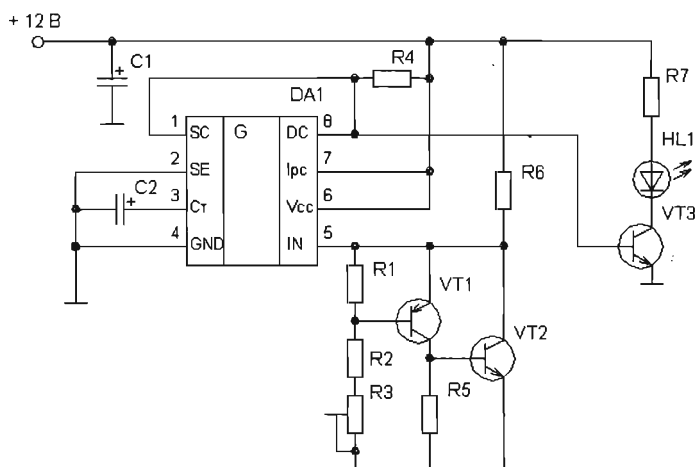 + 12 В
C1
R4
R7
DA1
1 SC G DC 8
HL1
2 SE Ipc 7
R6
C2
3 Cт Vcc 6
VT3
4 GND IN 5
R1
VT1
VT2
R2
R3
R5